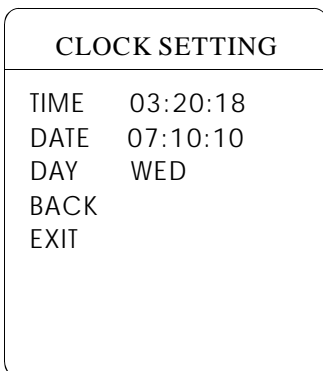 CLOCK SETTING
TIME 03:20:18
DATE 07:10:10
DAY WED
BACK
EXIT